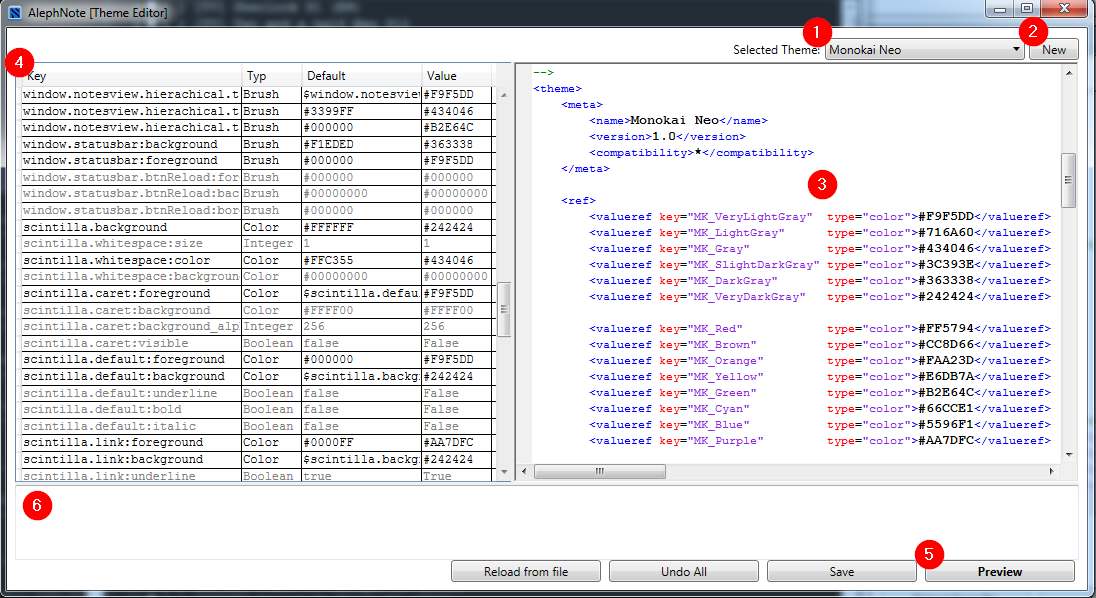 AlephNote [Theme Editor]
1
2
Selected Theme: Monokai Neo New
4
Key Typ Default Value
window.notesview.hierachical.t Brush $window.notesvie #F9F5DD
window.notesview.hierachical.t Brush #3399FF #434046
window.notesview.hierachical.t Brush #000000 #B2E64C
window.statusbar:background Brush #F1EDED #363338
window.statusbar:foreground Brush #000000 #F9F5DD
window.statusbar.btnReload:for Brush #000000 #000000
window.statusbar.btnReload:bac Brush #00000000 #00000000
window.statusbar.btnReload:bor Brush #000000 #000000
scintilla.background Color #FFFFFF #242424
scintilla.whitespace:size Integer 1 1
scintilla.whitespace:color Color #FFC355 #434046
scintilla.whitespace:backgroun Color #00000000 #00000000
scintilla.caret:foreground Color $scintilla.defau #F9F5DD
scintilla.caret:background Color #FFFF00 #FFFF00
scintilla.caret:background_alp Integer 256 256
scintilla.caret:visible Boolean false False
scintilla.default:foreground Color #000000 #F9F5DD
scintilla.default:background Color $scintilla.backg #242424
scintilla.default:underline Boolean false False
scintilla.default:bold Boolean false False
scintilla.default:italic Boolean false False
scintilla.link:foreground Color #0000FF #AA7DFC
scintilla.link:background Color $scintilla.backg #242424
scintilla.link:underline Boolean true True
-->
<theme>
<meta>
<name>Monokai Neo</name>
<version>1.0</version>
<compatibility>*</compatibility>
</meta>
3
<ref>
<valueref key="MK_VeryLightGray" type="color">#F9F5DD</valueref>
<valueref key="MK_LightGray" type="color">#716A60</valueref>
<valueref key="MK_Gray" type="color">#434046</valueref>
<valueref key="MK_SlightDarkGray" type="color">#3C393E</valueref>
<valueref key="MK_DarkGray" type="color">#363338</valueref>
<valueref key="MK_VeryDarkGray" type="color">#242424</valueref>
<valueref key="MK_Red" type="color">#FF5794</valueref>
<valueref key="MK_Brown" type="color">#CC8D66</valueref>
<valueref key="MK_Orange" type="color">#FAA23D</valueref>
<valueref key="MK_Yellow" type="color">#E6DB7A</valueref>
<valueref key="MK_Green" type="color">#B2E64C</valueref>
<valueref key="MK_Cyan" type="color">#66CCE1</valueref>
<valueref key="MK_Blue" type="color">#5596F1</valueref>
<valueref key="MK_Purple" type="color">#AA7DFC</valueref>
6
5
Reload from file Undo All Save Preview